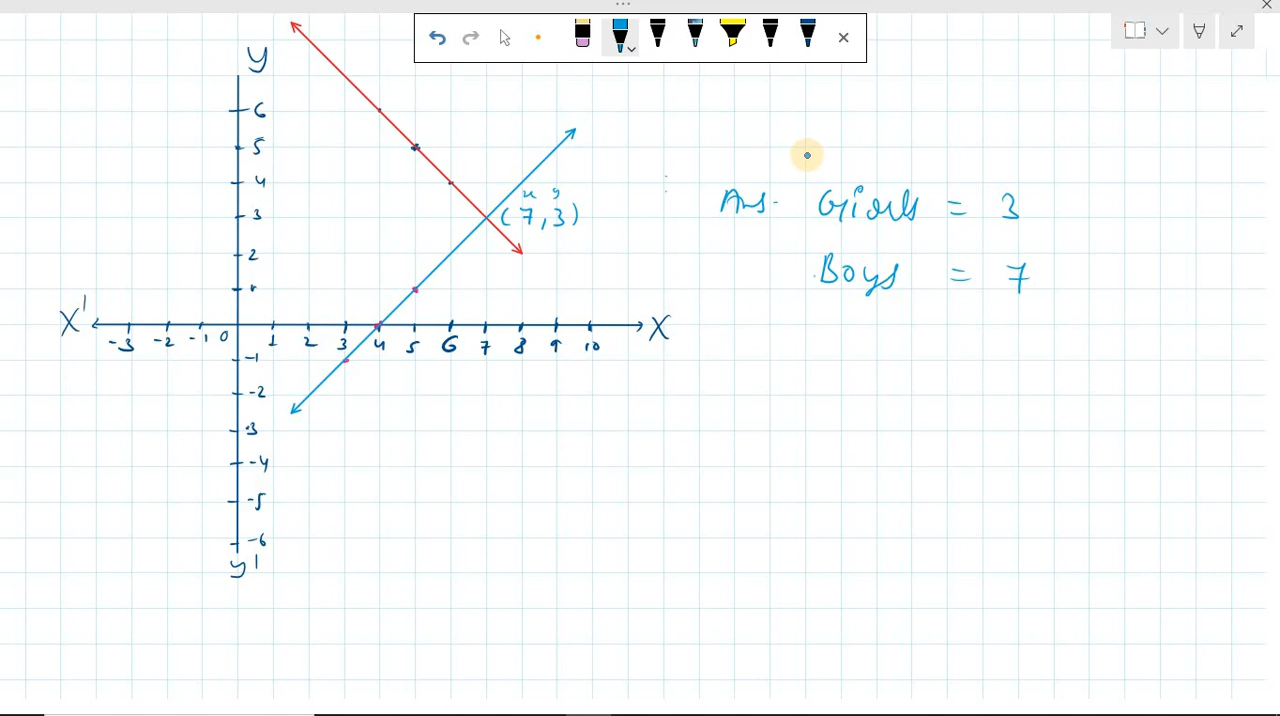 y
6
5
4
3
2
1
x y
(7,3)
X' -3 -2 -1 0 1 2 3 4 5 6 7 8 9 10 X
-1
-2
-3
-4
-5
-6
y'
Ans. Girls = 3
Boys = 7